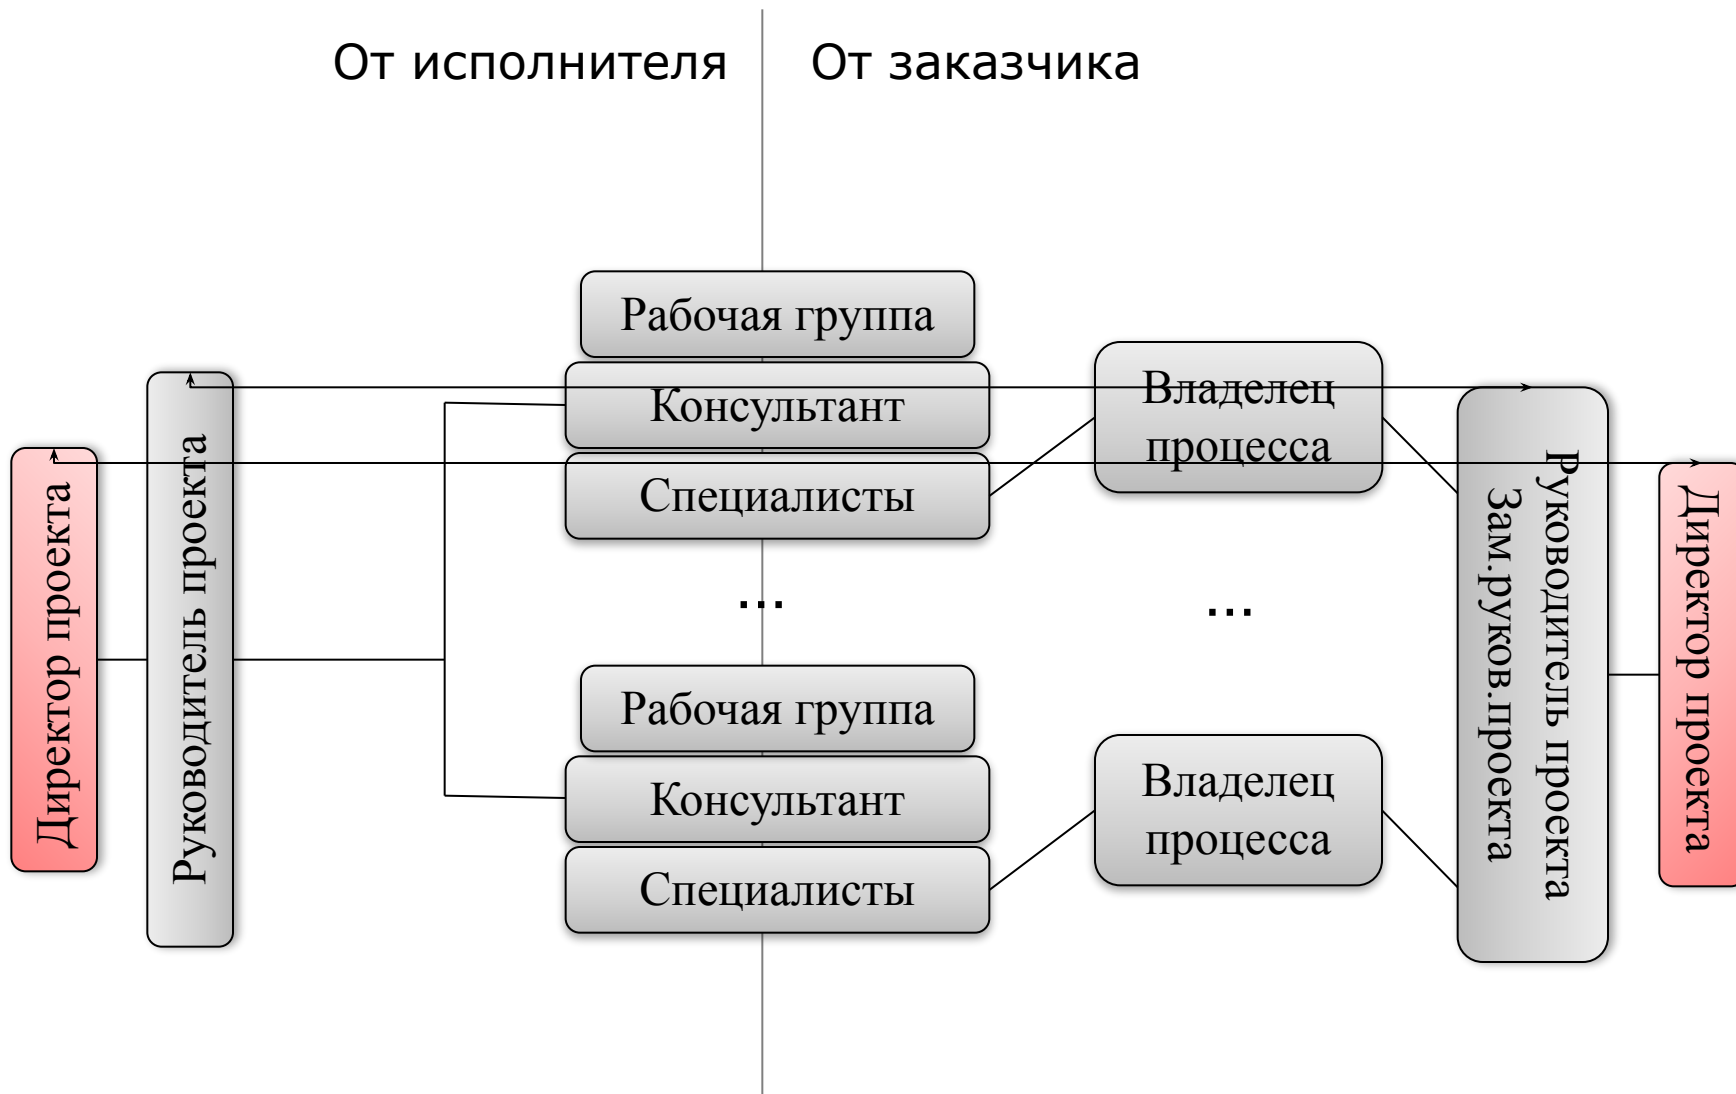 От исполнителя
От заказчика
Рабочая группа
Консультант
Специалисты
Владелец
процесса
Директор проекта
Руководитель проекта
...
...
Руководитель проекта
Зам.руков.проекта
Директор проекта
Рабочая группа
Консультант
Специалисты
Владелец
процесса